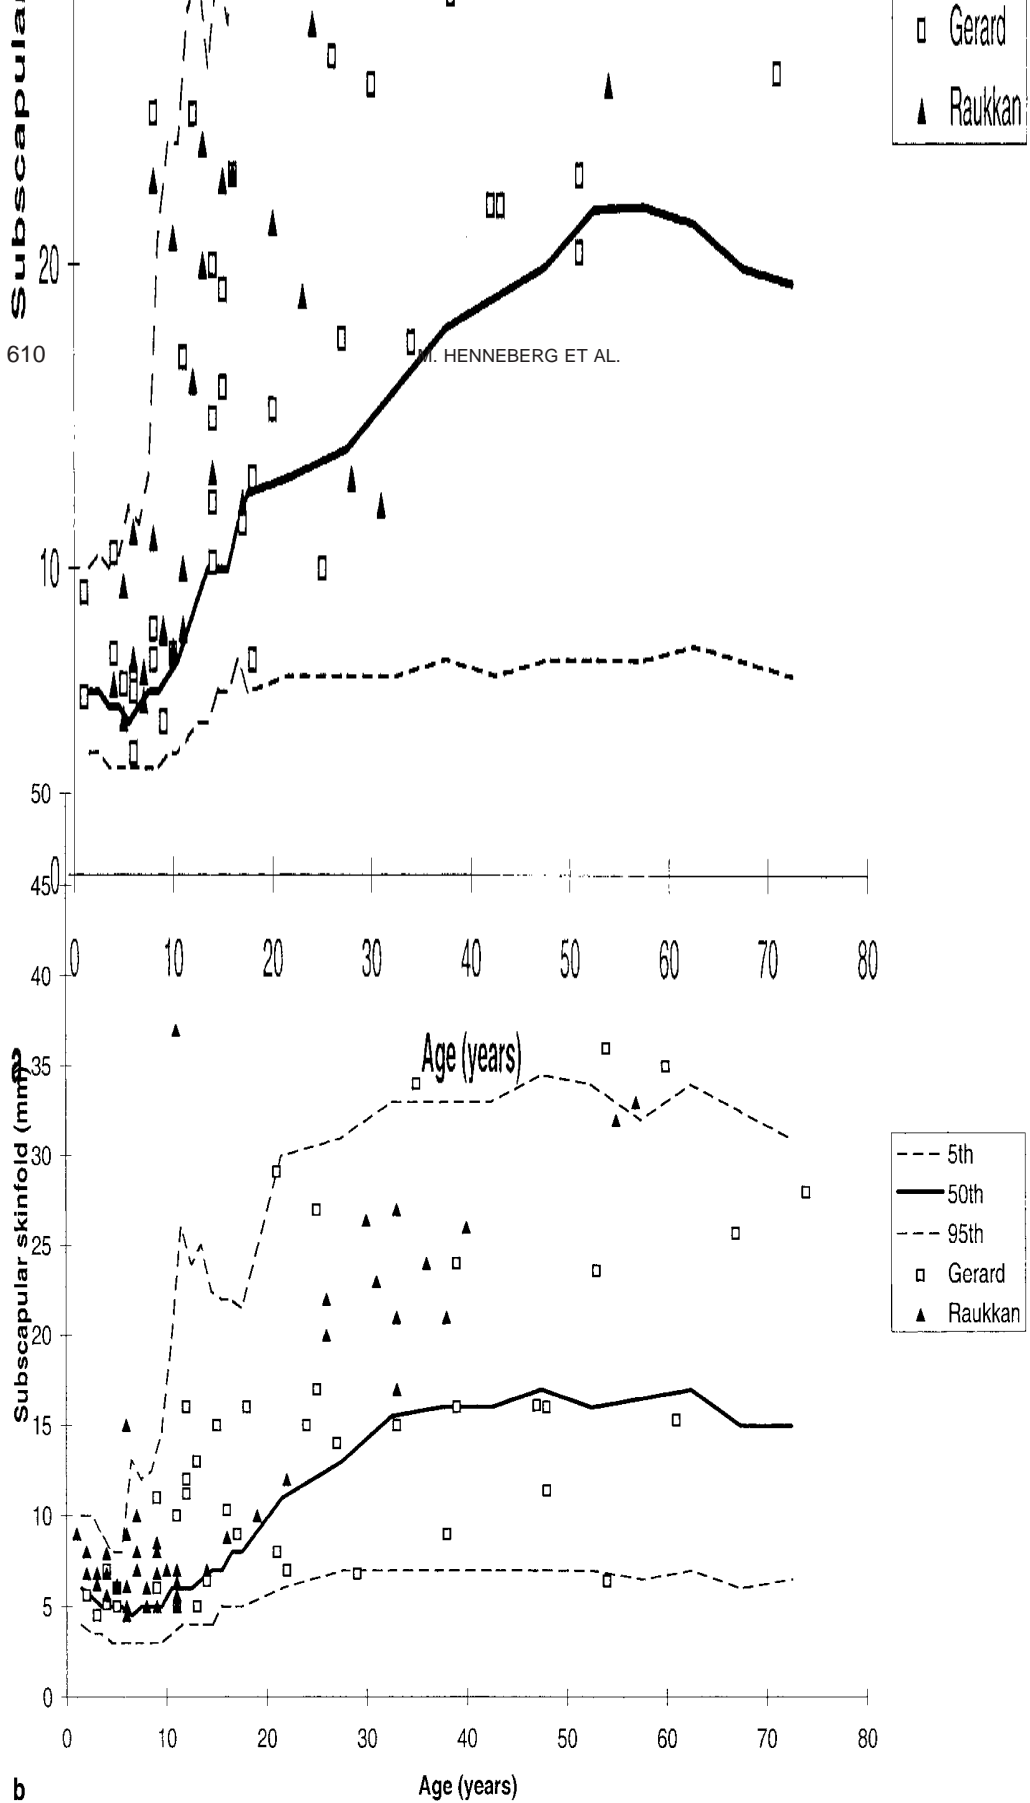 Subscapular
Gerard
Raukkan
20
610
M. HENNEBERG ET AL.
10
0
0 10 20 30 40 50 60 70 80
Age (years)
50
45
40
35
30
25
20
15
10
5
0
Subscapular skinfold (mm)
5th
50th
95th
Gerard
Raukkan
0 10 20 30 40 50 60 70 80
Age (years)
b